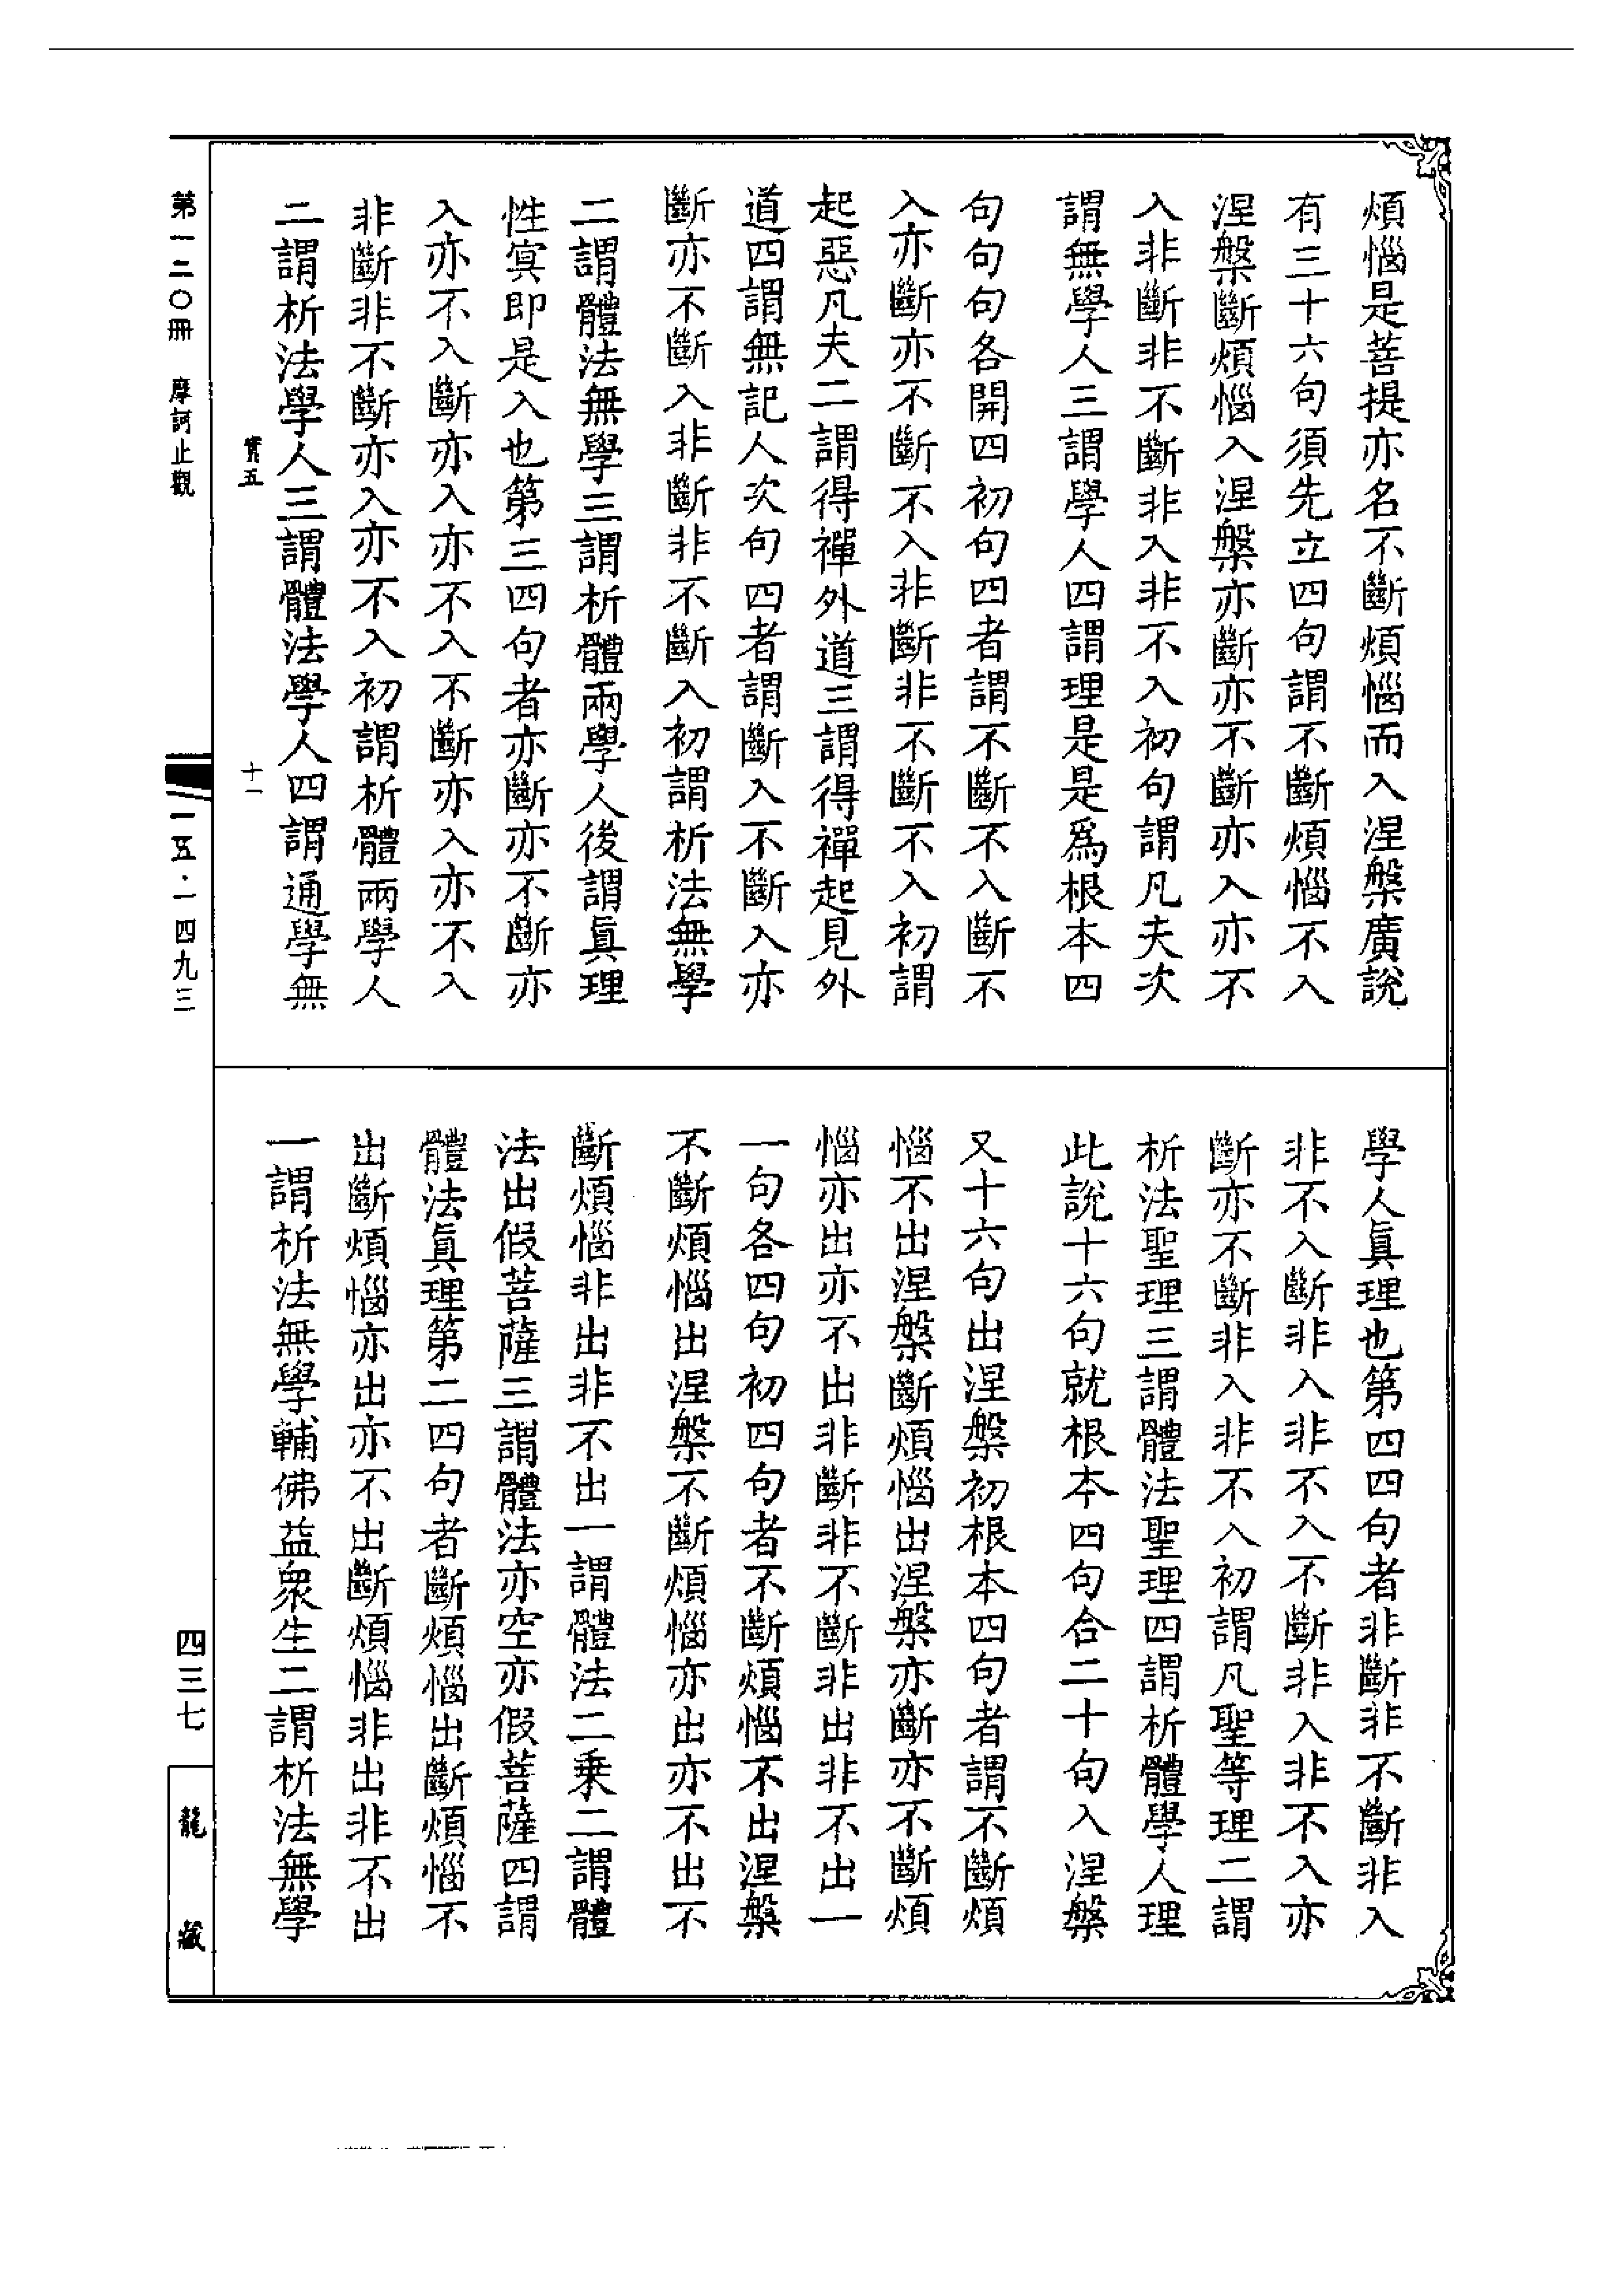 煩惱是菩提亦名不斷煩惱而入涅槃廣說
有三十六句須先立四句謂不斷煩惱不入
涅槃斷煩惱入涅槃亦斷亦不斷亦入亦不
入非斷非不斷非入非不入初句謂凡夫次
謂無學人三謂學人四謂理是是爲根本四
句句句各開四初句四者謂不斷不入斷不
入亦斷亦不斷不入非斷非不斷不入初謂
起惡凡夫二謂得禪外道三謂得禪起見外
道四謂無記人次句四者謂斷入不斷入亦
斷亦不斷入非斷非不斷入初謂析法無學
二謂體法無學三謂析體兩學人後謂眞理
性冥即是入也第三四句者亦斷亦不斷亦
入亦不入斷亦入亦不入不斷亦入亦不入
非斷非不斷亦入亦不入初謂析體兩學人
二謂析法學人三謂體法學人四謂通學無
學人眞理也第四四句者非斷非不斷非入
非不入斷非入非不入不斷非入非不入亦
斷亦不斷非入非不入初謂凡聖等理二謂
析法聖理三謂體法聖理四謂析體學人理
此說十六句就根本四句合二十句入涅槃
又十六句出涅槃初根本四句者謂不斷煩
惱不出涅槃斷煩惱出涅槃亦斷亦不斷煩
惱亦出亦不出非斷非不斷非出非不出一
一句各四句初四句者不斷煩惱不出涅槃
不斷煩惱出涅槃不斷煩惱亦出亦不出不
斷煩惱非出非不出一謂體法二乘二謂體
法出假菩薩三謂體法亦空亦假菩薩四謂
體法眞理第二四句者斷煩惱出斷煩惱不
出斷煩惱亦出亦不出斷煩惱非出非不出
一謂析法無學輔佛益衆生二謂析法無學
十一
第一二〇冊 摩訶止觀
一五·一四九三
四三七
龍藏